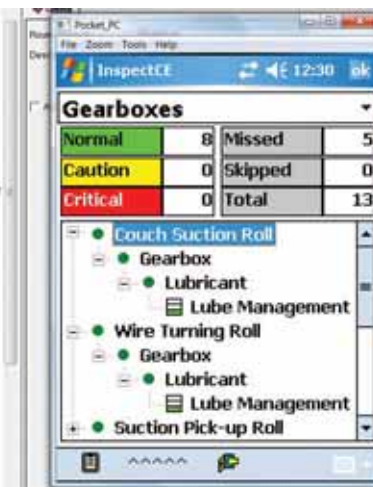 Pocket_PC
File Zoom Tools Help
InspectCE 12:30 ok
Gearboxes
Normal 8 Missed 5
Caution 0 Skipped 0
Critical 0 Total 13
Couch Suction Roll
Gearbox
Lubricant
Lube Management
Wire Turning Roll
Gearbox
Lubricant
Lube Management
Suction Pick-up Roll